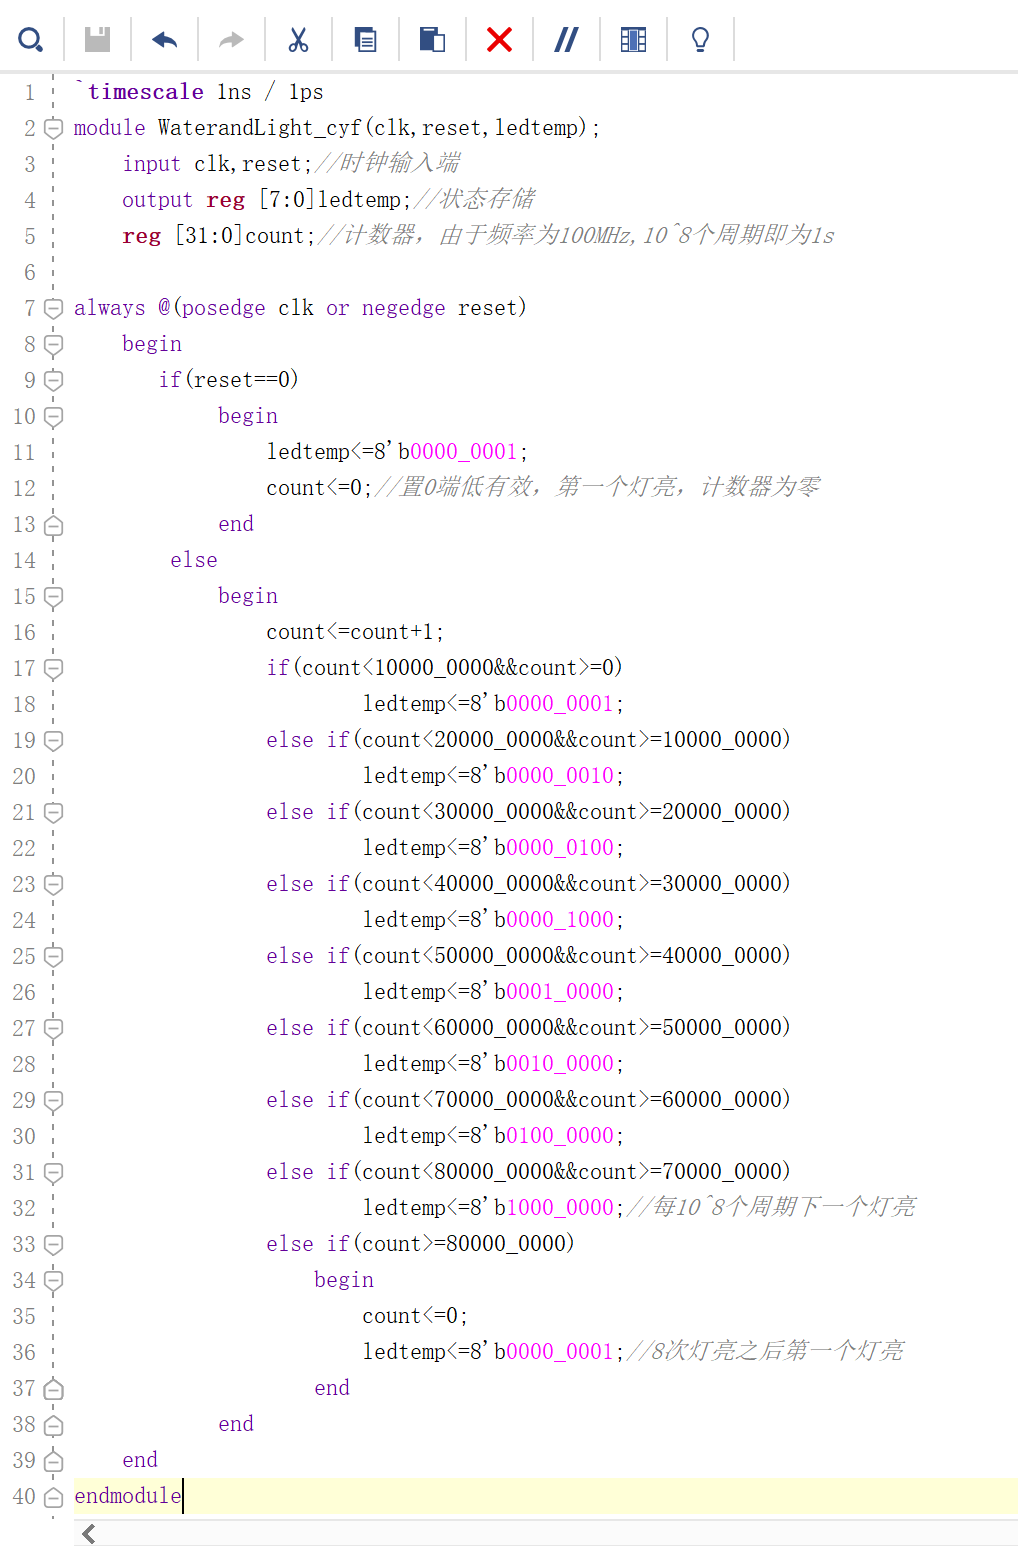 1 `timescale 1ns / 1ps
2 module WaterandLight_cyf(clk,reset,ledtemp);
3 input clk,reset;//时钟输入端
4 output reg [7:0]ledtemp;//状态存储
5 reg [31:0]count;//计数器，由于频率为100MHz,10^8个周期即为1s
6
7 always @(posedge clk or negedge reset)
8 begin
9 if(reset==0)
10 begin
11 ledtemp<=8'b0000_0001;
12 count<=0;//置0端低有效，第一个灯亮，计数器为零
13 end
14 else
15 begin
16 count<=count+1;
17 if(count<10000_0000&&count>=0)
18 ledtemp<=8'b0000_0001;
19 else if(count<20000_0000&&count>=10000_0000)
20 ledtemp<=8'b0000_0010;
21 else if(count<30000_0000&&count>=20000_0000)
22 ledtemp<=8'b0000_0100;
23 else if(count<40000_0000&&count>=30000_0000)
24 ledtemp<=8'b0000_1000;
25 else if(count<50000_0000&&count>=40000_0000)
26 ledtemp<=8'b0001_0000;
27 else if(count<60000_0000&&count>=50000_0000)
28 ledtemp<=8'b0010_0000;
29 else if(count<70000_0000&&count>=60000_0000)
30 ledtemp<=8'b0100_0000;
31 else if(count<80000_0000&&count>=70000_0000)
32 ledtemp<=8'b1000_0000;//每10^8个周期下一个灯亮
33 else if(count>=80000_0000)
34 begin
35 count<=0;
36 ledtemp<=8'b0000_0001;//8次灯亮之后第一个灯亮
37 end
38 end
39 end
40 endmodule